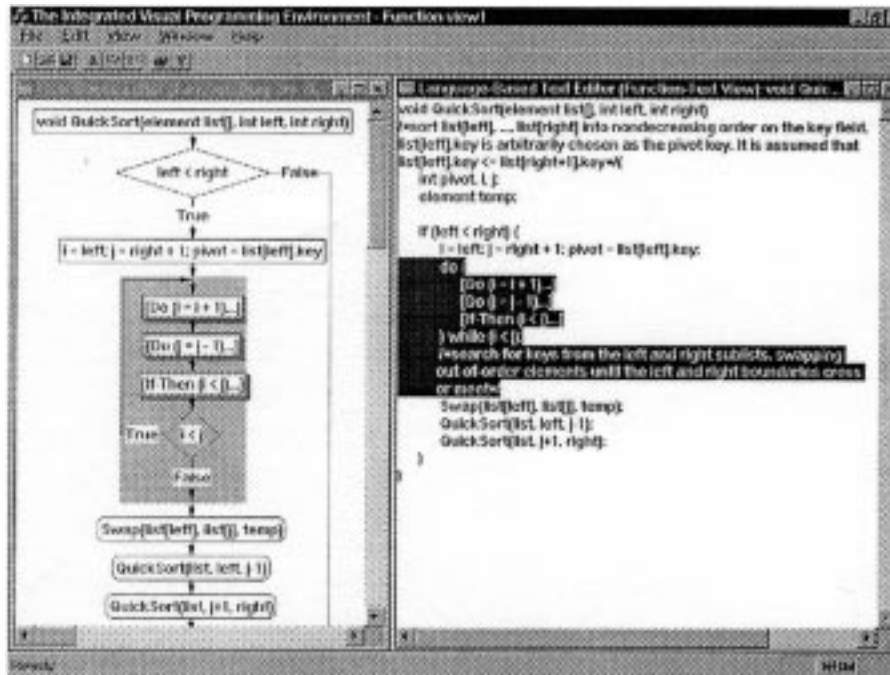 The Integrated Visual Programming Environment - Function view1
File Edit View Window Help
void QuickSort(element list[], int left, int right)
left < right
False
True
i = left; j = right + 1; pivot = list[left].key
[Do (i = i + 1)...]
[Do (j = j - 1)...]
[If-Then (i < j)...]
True
i < j
False
Swap(list[left], list[j], temp)
QuickSort(list, left, j-1)
QuickSort(list, j+1, right)
Language-Based Text Editor [Function-Text View]: void Quic...
void QuickSort(element list[], int left, int right)
/*sort list[left], ..., list[right] into nondecreasing order on the key field.
list[left].key is arbitrarily chosen as the pivot key. It is assumed that
list[left].key <= list[right+1].key*/{
int pivot, i, j;
element temp;
if (left < right) {
i = left; j = right + 1; pivot = list[left].key;
do {
[Do (i = i + 1)...]
[Do (j = j - 1)...]
[If-Then (i < j)...]
} while (i < j);
/*search for keys from the left and right sublists, swapping
out-of-order elements until the left and right boundaries cross
or meet*/
Swap(list[left], list[j], temp);
QuickSort(list, left, j-1);
QuickSort(list, j+1, right);
}
}
Ready